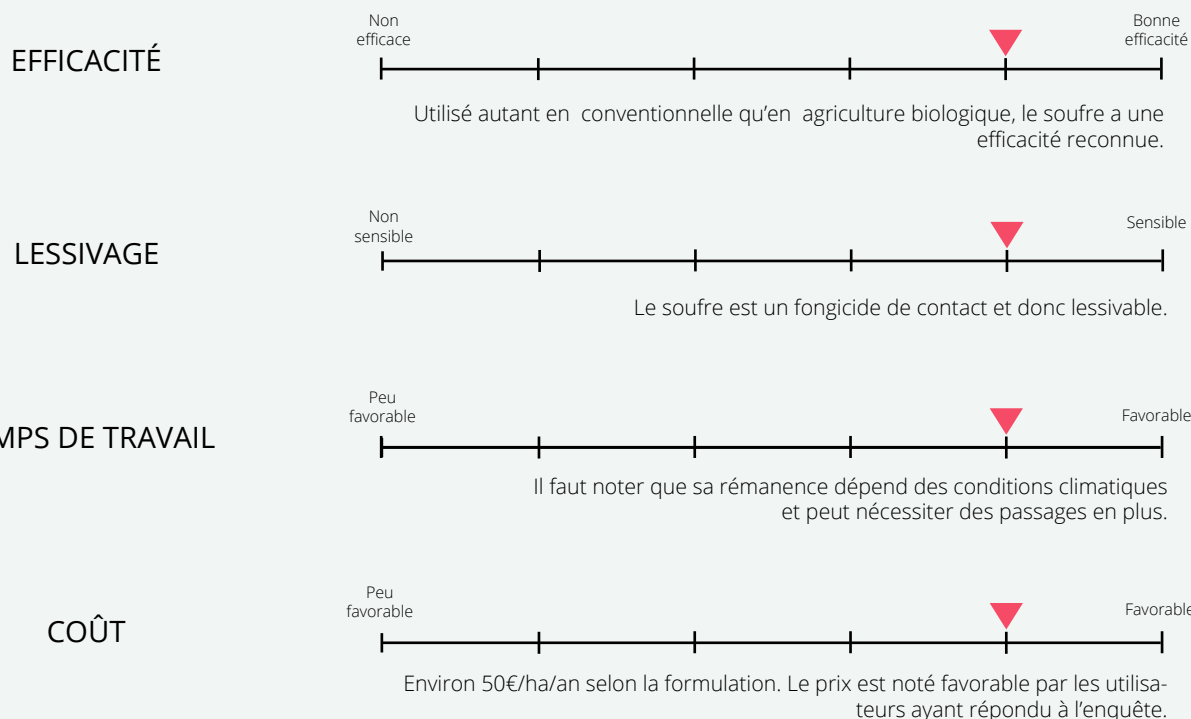 EFFICACITÉ
Non
efficace
Bonne
efficacité
Utilisé autant en conventionnelle qu'en agriculture biologique, le soufre a une
efficacité reconnue.
LESSIVAGE
Non
sensible
Sensible
Le soufre est un fongicide de contact et donc lessivable.
MPS DE TRAVAIL
Peu
favorable
Favorable
Il faut noter que sa rémanence dépend des conditions climatiques
et peut nécessiter des passages en plus.
COÛT
Peu
favorable
Favorable
Environ 50€/ha/an selon la formulation. Le prix est noté favorable par les utilisa-
teurs ayant répondu à l'enquête.